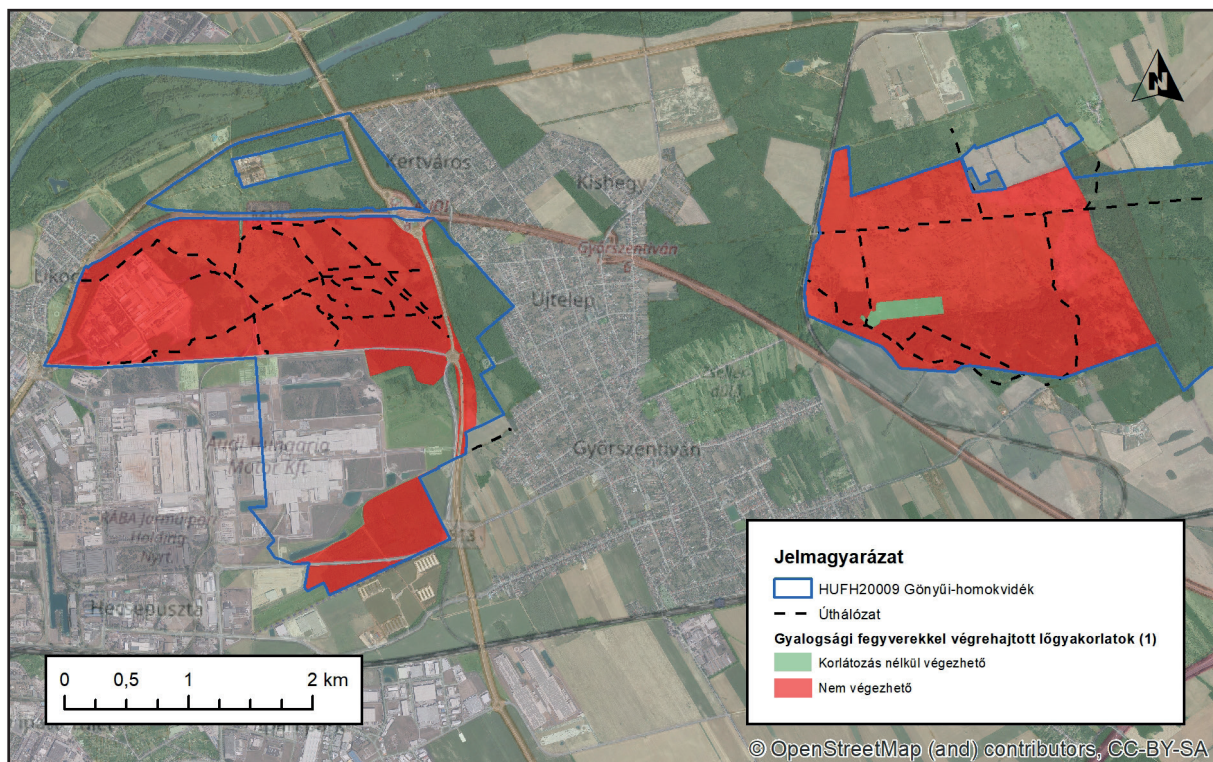 N
Kertváros
Kishegy
Győrszentiván
Likócs
Újtelep
Győrszentiván
Audi Hungaria
Motor Kft.
RÁBA Járműipari
Holding
Nyrt.
Hecsepuszta
Jelmagyarázat
HUFH20009 Gönyűi-homokvidék
Úthálózat
Gyalogsági fegyverekkel végrehajtott lőgyakorlatok (1)
Korlátozás nélkül végezhető
Nem végezhető
0 0,5 1 2 km
© OpenStreetMap (and) contributors, CC-BY-SA